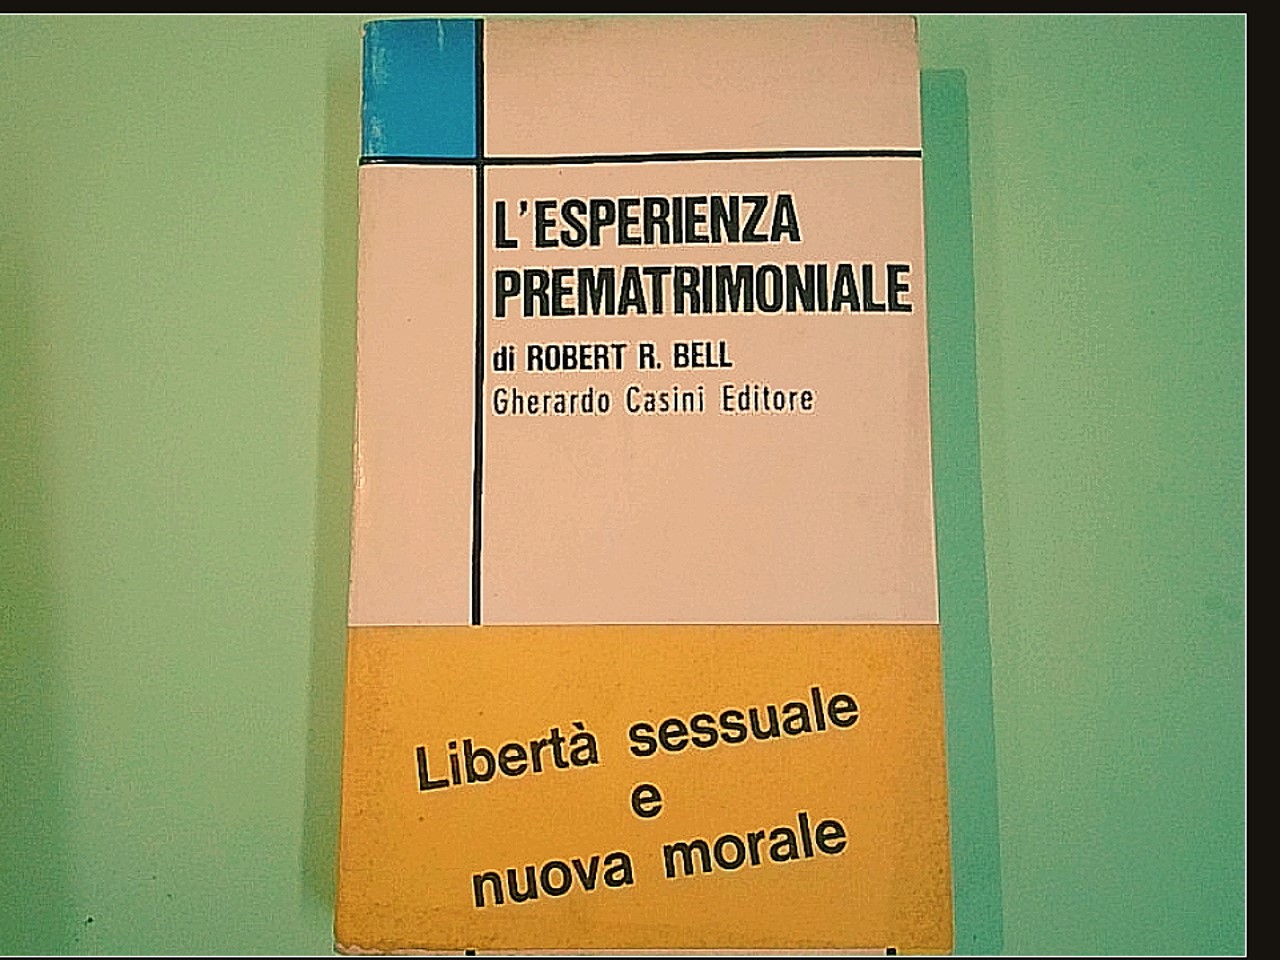 L'ESPERIENZA
PREMATRIMONIALE
di ROBERT R. BELL
Gherardo Casini Editore
Libertà sessuale
e
nuova morale